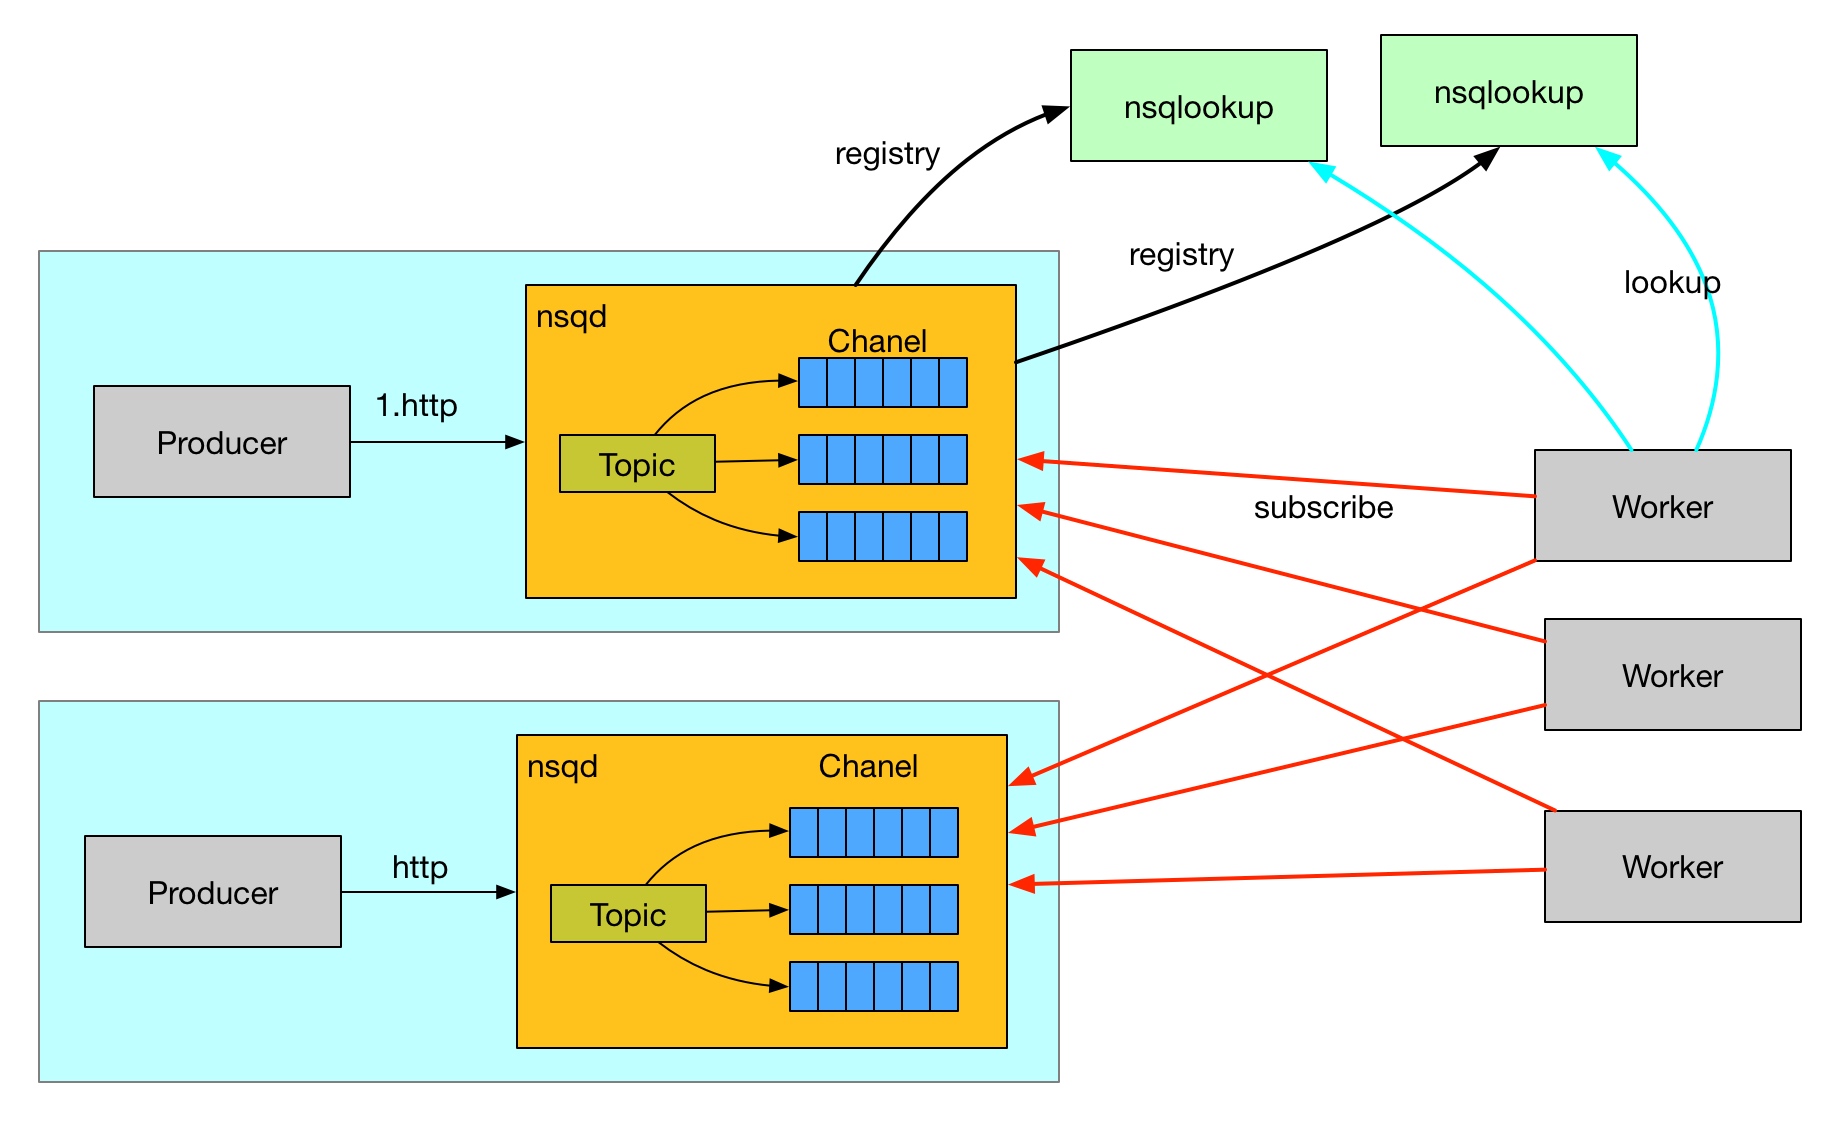 nsqlookup
nsqlookup
registry
registry
lookup
nsqd
Chanel
1.http
Producer
Topic
subscribe
Worker
Worker
nsqd
Chanel
http
Producer
Topic
Worker